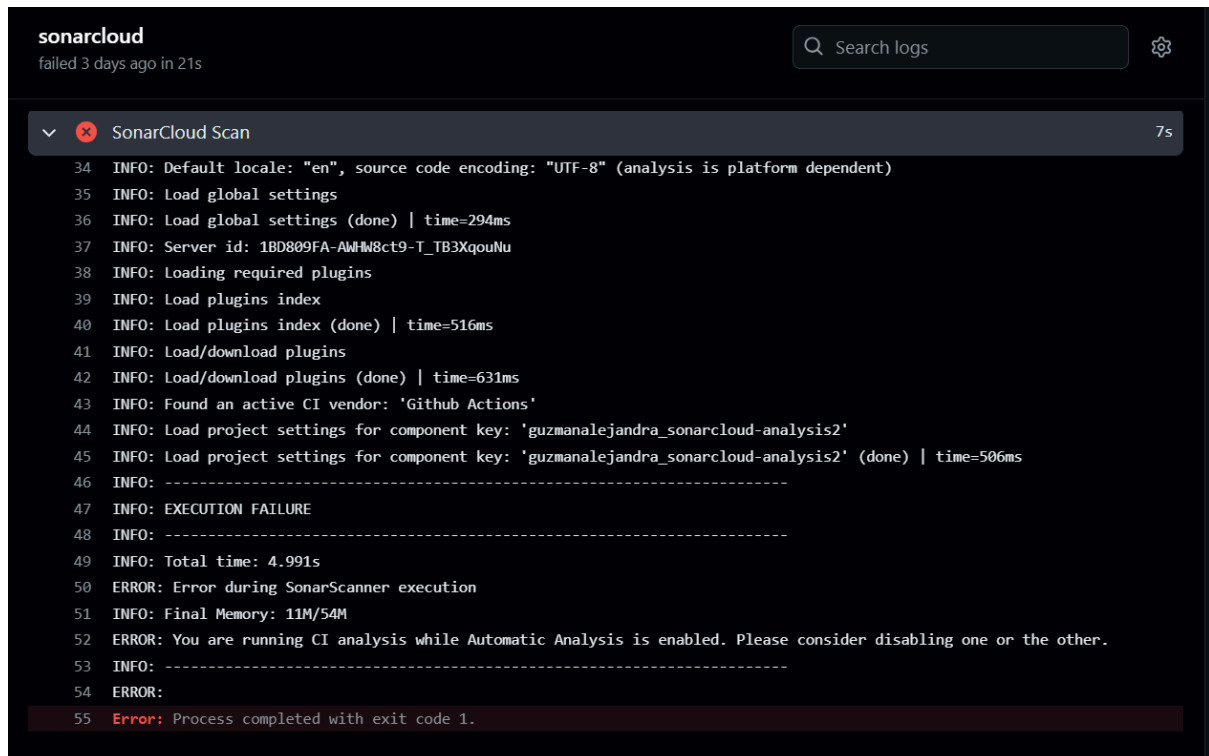 sonarcloud
failed 3 days ago in 21s
Search logs
SonarCloud Scan 7s
34 INFO: Default locale: "en", source code encoding: "UTF-8" (analysis is platform dependent)
35 INFO: Load global settings
36 INFO: Load global settings (done) | time=294ms
37 INFO: Server id: 1BD809FA-AWHW8ct9-T_TB3XqouNu
38 INFO: Loading required plugins
39 INFO: Load plugins index
40 INFO: Load plugins index (done) | time=516ms
41 INFO: Load/download plugins
42 INFO: Load/download plugins (done) | time=631ms
43 INFO: Found an active CI vendor: 'Github Actions'
44 INFO: Load project settings for component key: 'guzmanalejandra_sonarcloud-analysis2'
45 INFO: Load project settings for component key: 'guzmanalejandra_sonarcloud-analysis2' (done) | time=506ms
46 INFO: ------------------------------------------------------------------------
47 INFO: EXECUTION FAILURE
48 INFO: ------------------------------------------------------------------------
49 INFO: Total time: 4.991s
50 ERROR: Error during SonarScanner execution
51 INFO: Final Memory: 11M/54M
52 ERROR: You are running CI analysis while Automatic Analysis is enabled. Please consider disabling one or the other.
53 INFO: ------------------------------------------------------------------------
54 ERROR:
55 Error: Process completed with exit code 1.